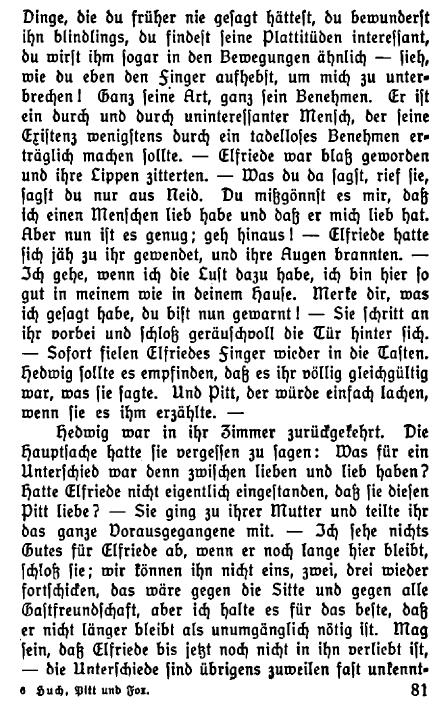 Dinge, die du früher nie gesagt hättest, du bewunderst
ihn blindlings, du findest seine Plattitüden interessant,
du wirst ihm sogar in den Bewegungen ähnlich — sieh,
wie du eben den Finger aufhebst, um mich zu unter-
brechen! Ganz seine Art, ganz sein Benehmen. Er ist
ein durch und durch uninteressanter Mensch, der seine
Existenz wenigstens durch ein tadelloses Benehmen er-
träglich machen sollte. — Elfriede war blaß geworden
und ihre Lippen zitterten. — Was du da sagst, rief sie,
sagst du nur aus Neid. Du mißgönnst es mir, daß
ich einen Menschen lieb habe und daß er mich lieb hat.
Aber nun ist es genug; geh hinaus! — Elfriede hatte
sich jäh zu ihr gewendet, und ihre Augen brannten. —
Ich gehe, wenn ich die Lust dazu habe, ich bin hier so
gut in meinem wie in deinem Hause. Merke dir, was
ich gesagt habe, du bist nun gewarnt! — Sie schritt an
ihr vorbei und schloß geräuschvoll die Tür hinter sich.
— Sofort fielen Elfriedes Finger wieder in die Tasten.
Hedwig sollte es empfinden, daß es ihr völlig gleichgültig
war, was sie sagte. Und Pitt, der würde einfach lachen,
wenn sie es ihm erzählte. —
Hedwig war in ihr Zimmer zurückgekehrt. Die
Hauptsache hatte sie vergessen zu sagen: Was für ein
Unterschied war denn zwischen lieben und lieb haben?
Hatte Elfriede nicht eigentlich eingestanden, daß sie diesen
Pitt liebe? — Sie ging zu ihrer Mutter und teilte ihr
das ganze Vorausgegangene mit. — Ich sehe nichts
Gutes für Elfriede ab, wenn er noch lange hier bleibt,
schloß sie; wir können ihn nicht eins, zwei, drei wieder
fortschicken, das wäre gegen die Sitte und gegen alle
Gastfreundschaft, aber ich halte es für das beste, daß
er nicht länger bleibt als unumgänglich nötig ist. Mag
sein, daß Elfriede bis jetzt noch nicht in ihn verliebt ist,
— die Unterschiede sind übrigens zuweilen fast unkennt-
6 Huch, Pitt und Fox. 81